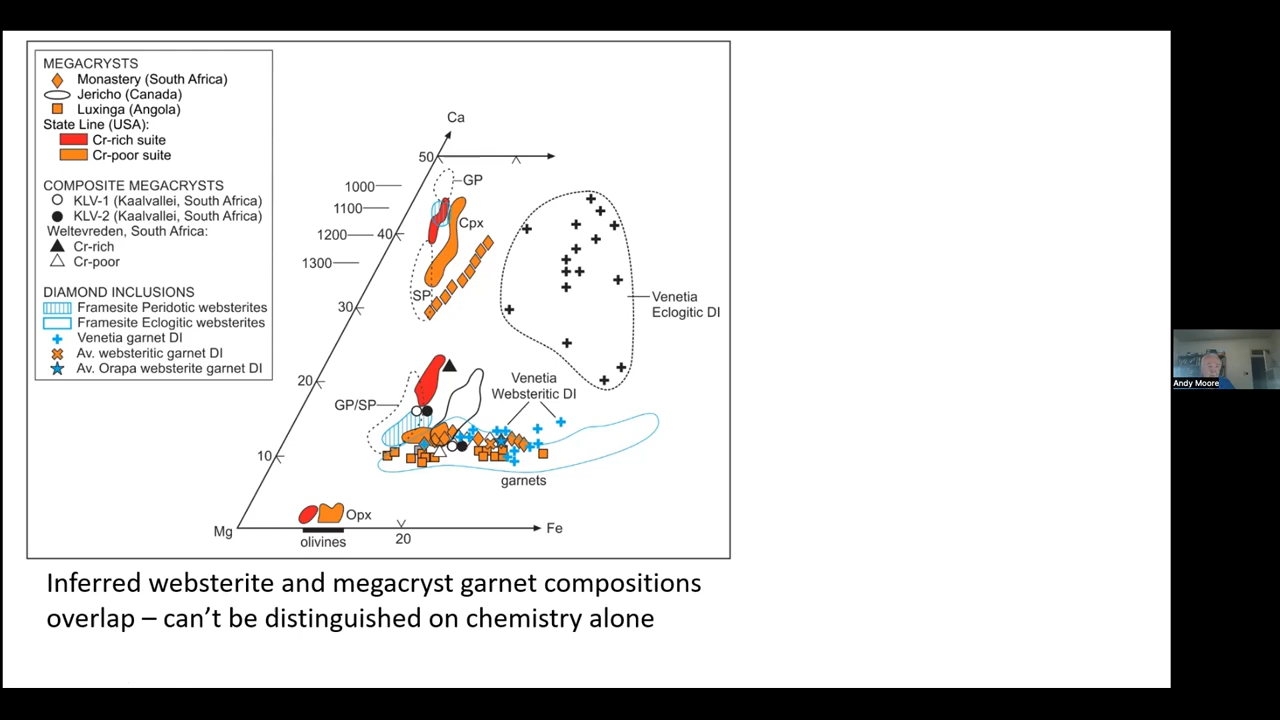 MEGACRYSTS
Monastery (South Africa)
Jericho (Canada)
Luxinga (Angola)
State Line (USA):
Cr-rich suite
Cr-poor suite
COMPOSITE MEGACRYSTS
KLV-1 (Kaalvallei, South Africa)
KLV-2 (Kaalvallei, South Africa)
Weltevreden, South Africa:
Cr-rich
Cr-poor
DIAMOND INCLUSIONS
Framesite Peridotic websterites
Framesite Eclogitic websterites
Venetia garnet DI
Av. websteritic garnet DI
Av. Orapa websterite garnet DI
Ca
50
GP
1000
1100
Cpx
1200
40
1300
SP
30
Venetia
Eclogitic DI
20
Venetia
Websteritic DI
GP/SP
10
garnets
Opx
Mg
Fe
olivines
20
Inferred websterite and megacryst garnet compositions
overlap – can't be distinguished on chemistry alone
Andy Moore